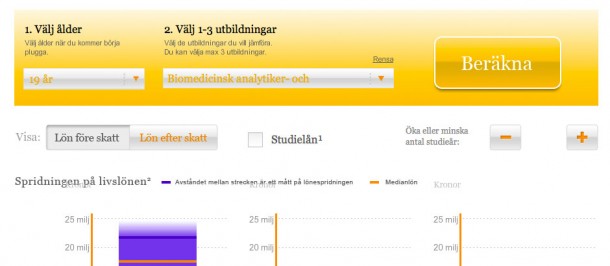 1. Välj ålder
Välj ålder när du kommer börja
plugga.
19 år
2. Välj 1-3 utbildningar
Välj de utbildningar du vill jämföra.
Du kan välja max 3 utbildningar.
Rensa
Biomedicinsk analytiker- och
Beräkna
Visa:
Lön före skatt
Lön efter skatt
Studielån¹
Öka eller minska
antal studieår:
Spridningen på livslönen²
Avståndet mellan strecken är ett mått på lönespridningen
Medianlön
Kronor
Kronor
Kronor
25 milj
25 milj
25 milj
20 milj
20 milj
20 milj